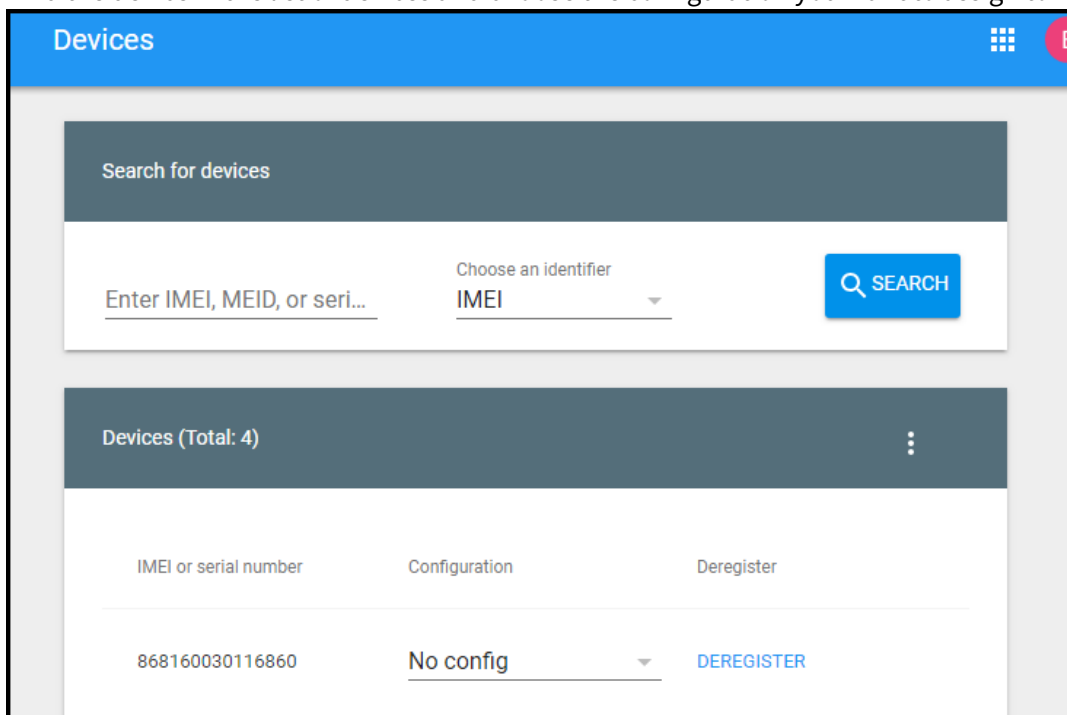 Devices
Search for devices
Choose an identifier
Enter IMEI, MEID, or seri...
IMEI
SEARCH
Devices (Total: 4)
IMEI or serial number
Configuration
Deregister
868160030116860
No config
DEREGISTER